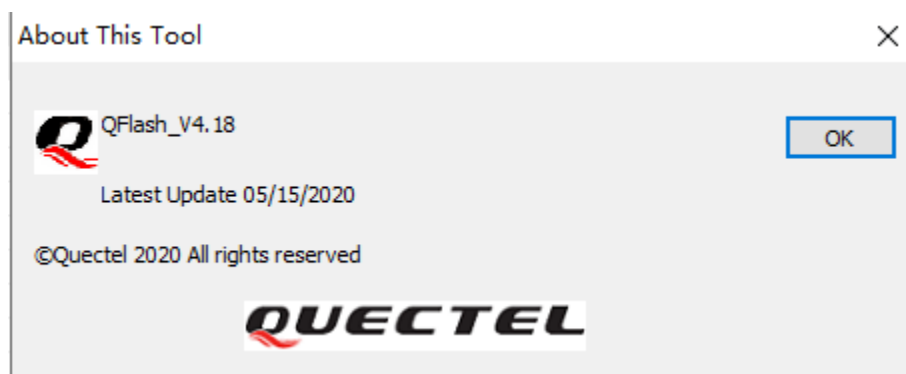 About This Tool
QFlash_V4.18
OK
Latest Update 05/15/2020
©Quectel 2020 All rights reserved
QUECTEL